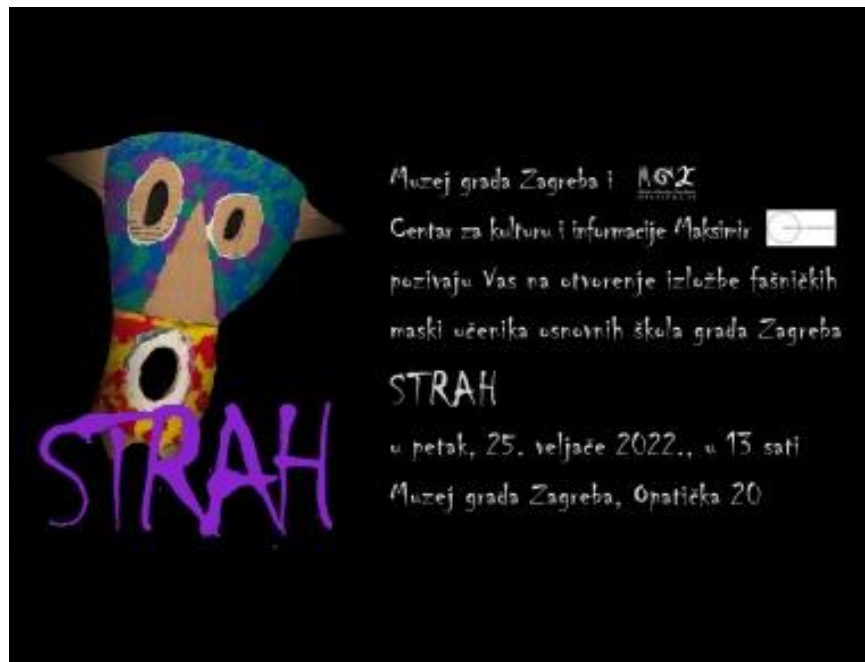 STRAH
Muzej grada Zagreba i MGZ
Centar za kulturu i informacije Maksimir
pozivaju Vas na otvorenje izložbe fašničkih
maski učenika osnovnih škola grada Zagreba
STRAH
u petak, 25. veljače 2022., u 13 sati
Muzej grada Zagreba, Opatička 20